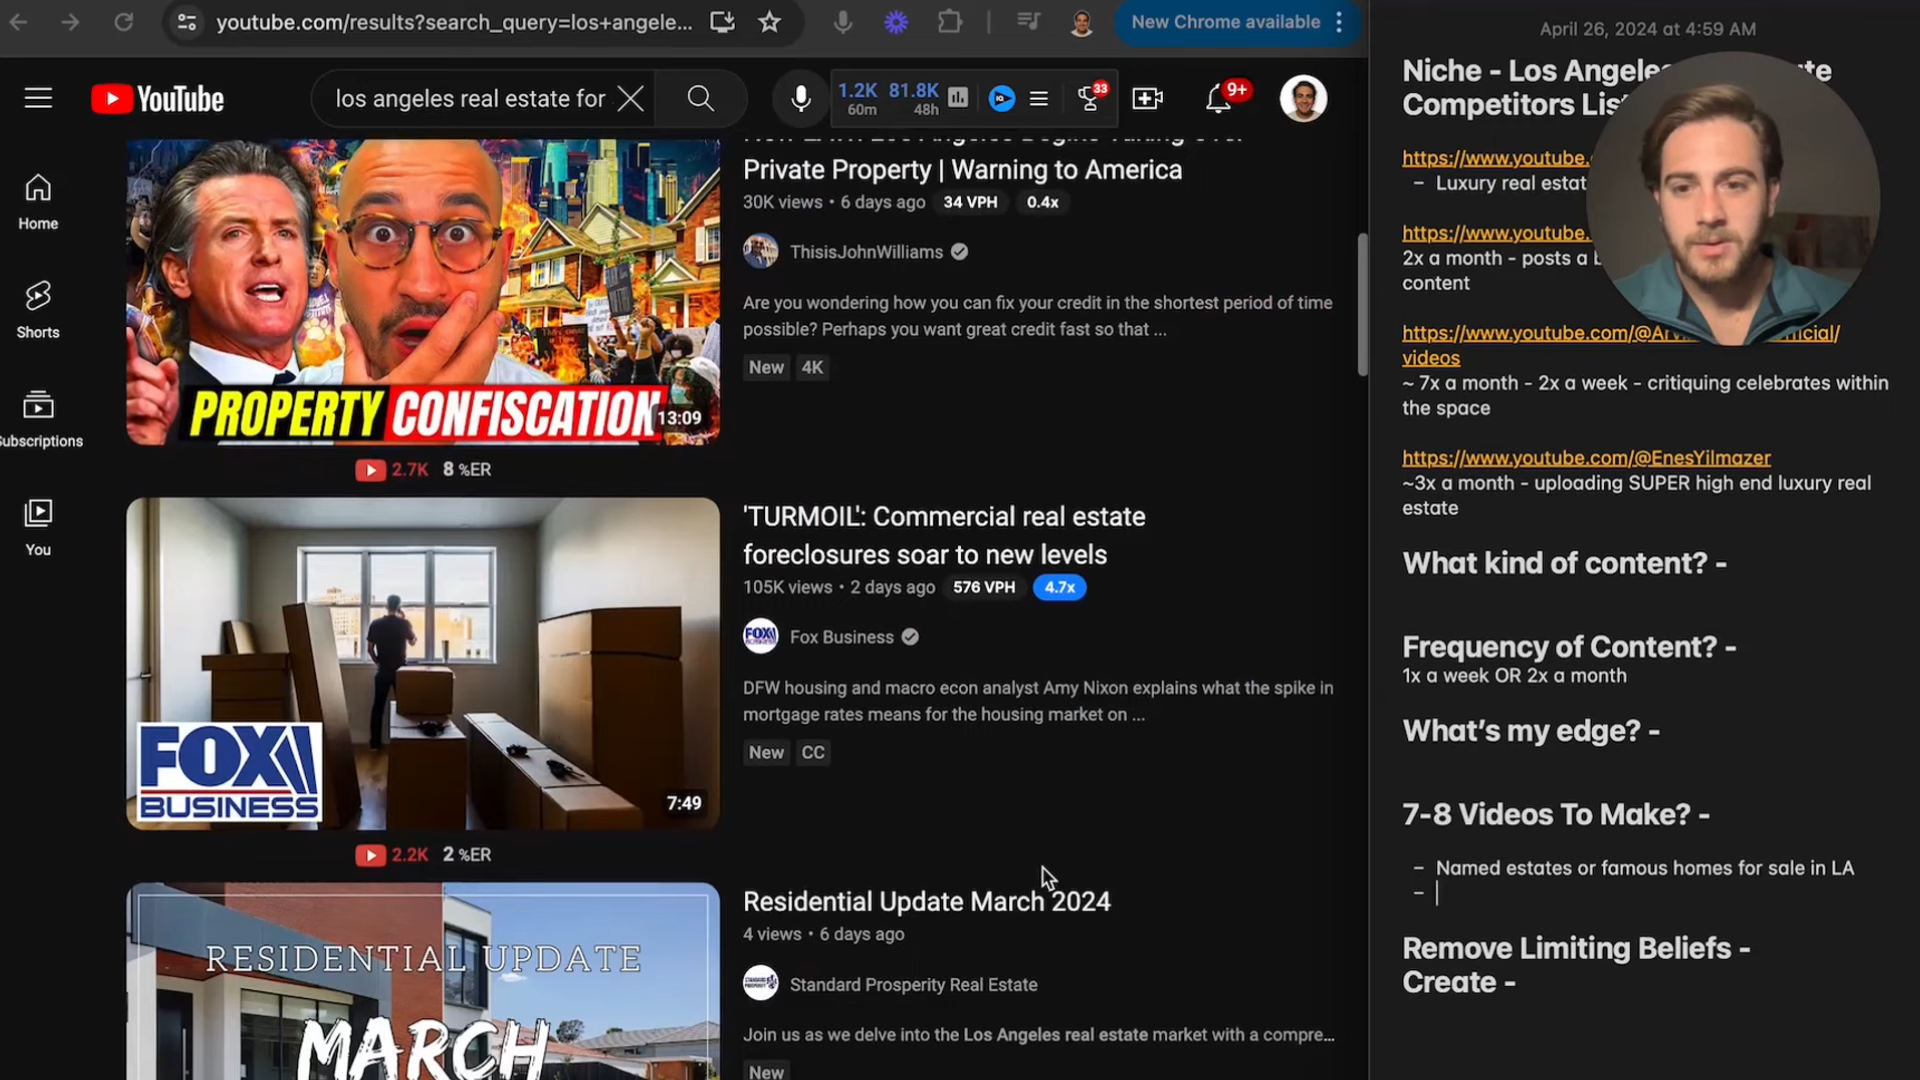 youtube.com/results?search_query=los+angele...
New Chrome available
YouTube
los angeles real estate for
1.2K 81.8K
60m 48h
33
9+
Home
Shorts
Subscriptions
You
Private Property | Warning to America
30K views • 6 days ago 34 VPH 0.4x
ThisisJohnWilliams
Are you wondering how you can fix your credit in the shortest period of time
possible? Perhaps you want great credit fast so that ...
New 4K
PROPERTY CONFISCATION
13:09
2.7K 8 %ER
'TURMOIL': Commercial real estate
foreclosures soar to new levels
105K views • 2 days ago 576 VPH 4.7x
FOX BUSINESS
Fox Business
DFW housing and macro econ analyst Amy Nixon explains what the spike in
mortgage rates means for the housing market on ...
New CC
FOX
BUSINESS
7:49
2.2K 2 %ER
Residential Update March 2024
4 views • 6 days ago
Standard Prosperity Real Estate
Join us as we delve into the Los Angeles real estate market with a compre...
New
RESIDENTIAL UPDATE
MARCH
April 26, 2024 at 4:59 AM
Niche - Los Angeles
Competitors
https://www.youtube.
– Luxury real estat
https://www.youtube.
2x a month - posts a
content
https://www.youtube.com/@Ar
videos
~ 7x a month - 2x a week - critiquing celebrates within
the space
https://www.youtube.com/@EnesYilmazer
~3x a month - uploading SUPER high end luxury real
estate
What kind of content? -
Frequency of Content? -
1x a week OR 2x a month
What's my edge? -
7-8 Videos To Make? -
– Named estates or famous homes for sale in LA
–
Remove Limiting Beliefs -
Create -